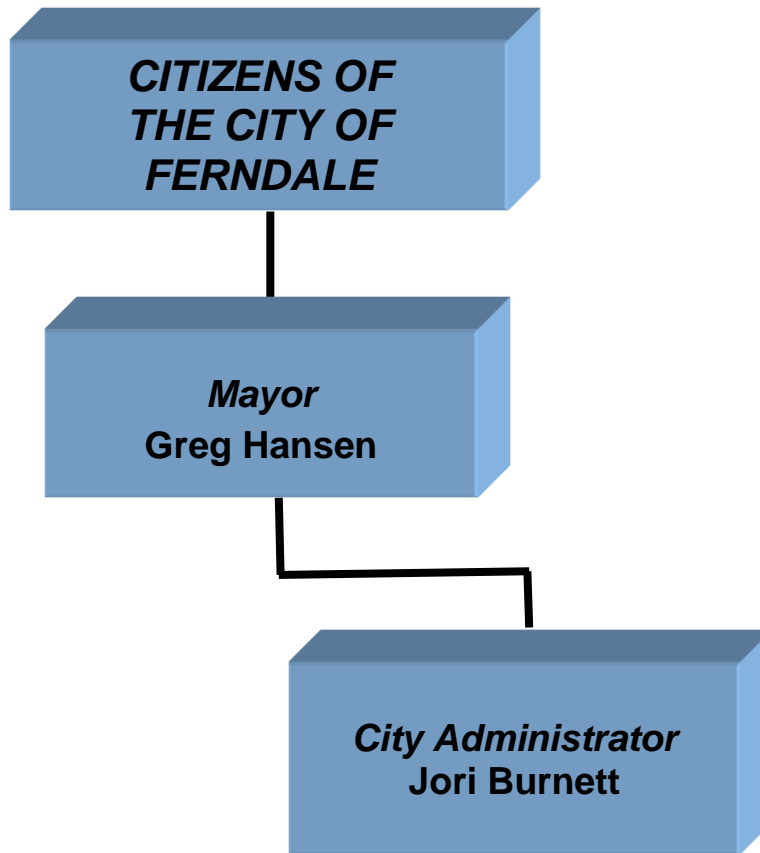 CITIZENS OF
THE CITY OF
FERNDALE
Mayor
Greg Hansen
City Administrator
Jori Burnett